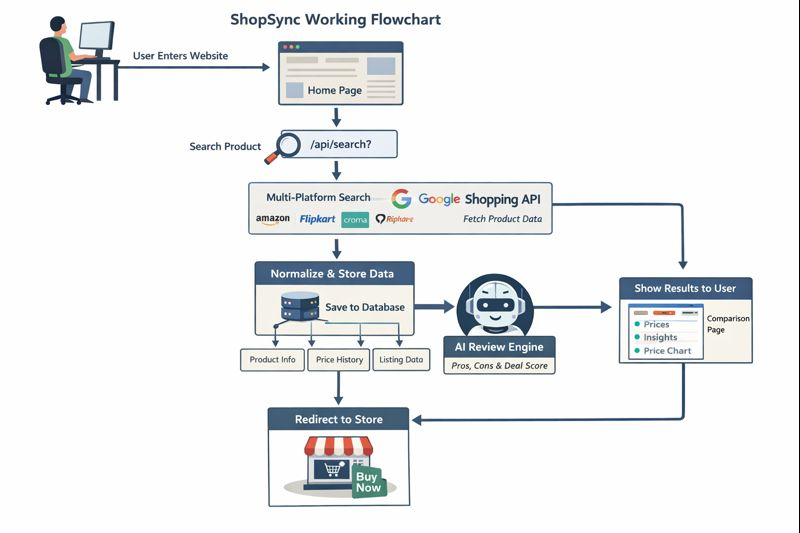 ShopSync Working Flowchart
User Enters Website
Home Page
Search Product
/api/search?
Multi-Platform Search
G Google Shopping API
amazon
Flipkart
croma
Fetch Product Data
Normalize & Store Data
Save to Database
Product Info
Price History
Listing Data
AI Review Engine
Pros, Cons & Deal Score
Show Results to User
Prices
Insights
Price Chart
Comparison
Page
Redirect to Store
Buy
Now